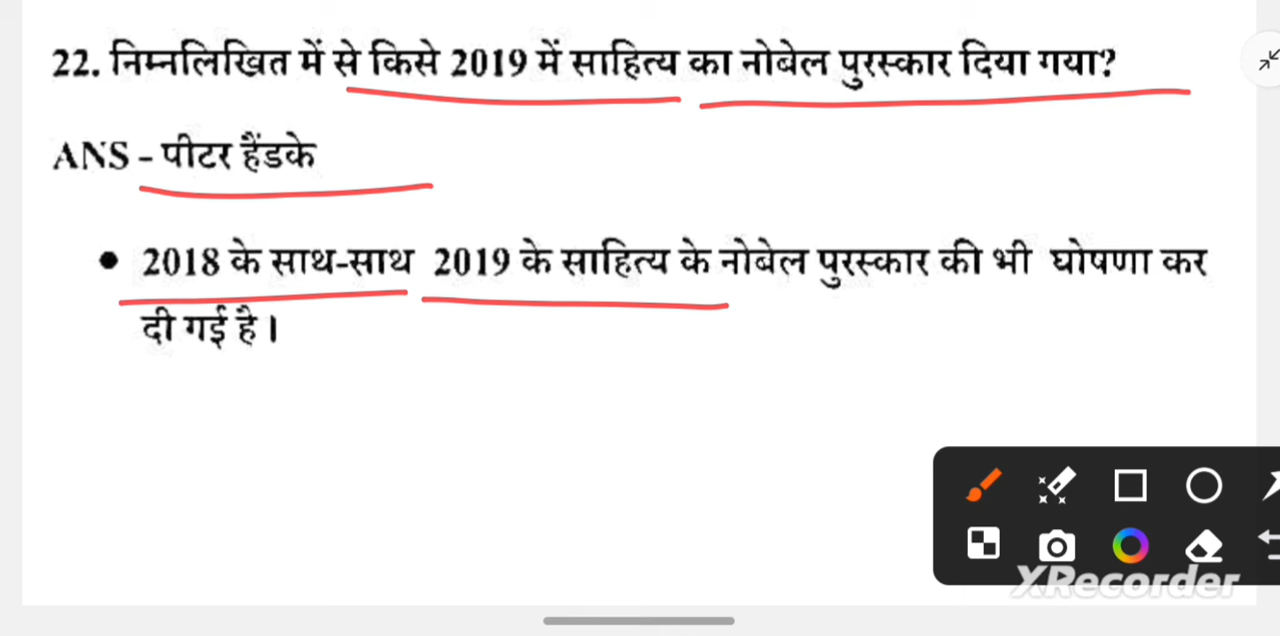 22. निम्नलिखित में से किसे 2019 में साहित्य का नोबेल पुरस्कार दिया गया?
ANS - पीटर हैंडके
• 2018 के साथ-साथ 2019 के साहित्य के नोबेल पुरस्कार की भी घोषणा कर
दी गई है।
XRecorder